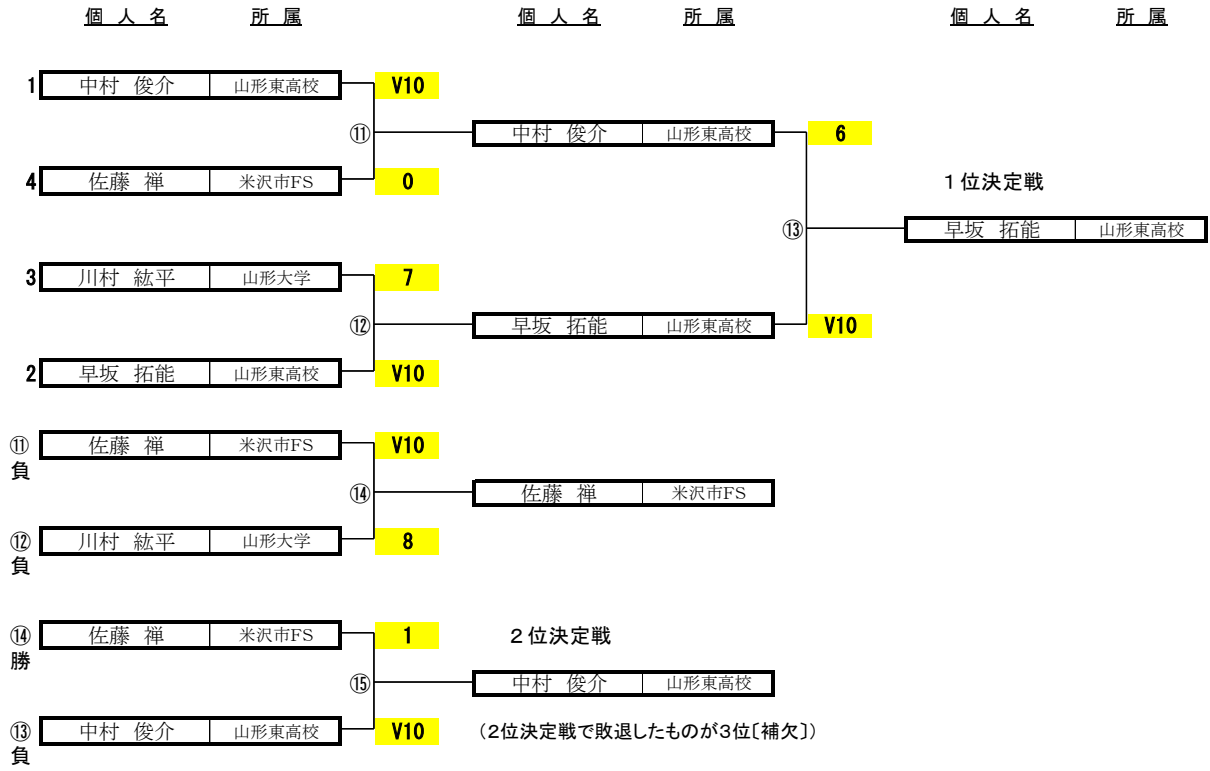 個 人 名 所 属 個 人 名 所 属 個 人 名 所 属
1 中村 俊介 山形東高校 V10
⑪ 中村 俊介 山形東高校 6
4 佐藤 禅 米沢市FS 0 １位決定戦
⑬ 早坂 拓能 山形東高校
3 川村 紘平 山形大学 7
⑫ 早坂 拓能 山形東高校 V10
2 早坂 拓能 山形東高校 V10
⑪ 佐藤 禅 米沢市FS V10
負
⑭ 佐藤 禅 米沢市FS
⑫ 川村 紘平 山形大学 8
負
⑭ 佐藤 禅 米沢市FS 1 ２位決定戦
勝
⑮ 中村 俊介 山形東高校
⑬ 中村 俊介 山形東高校 V10 （2位決定戦で敗退したものが3位〔補欠〕）
負